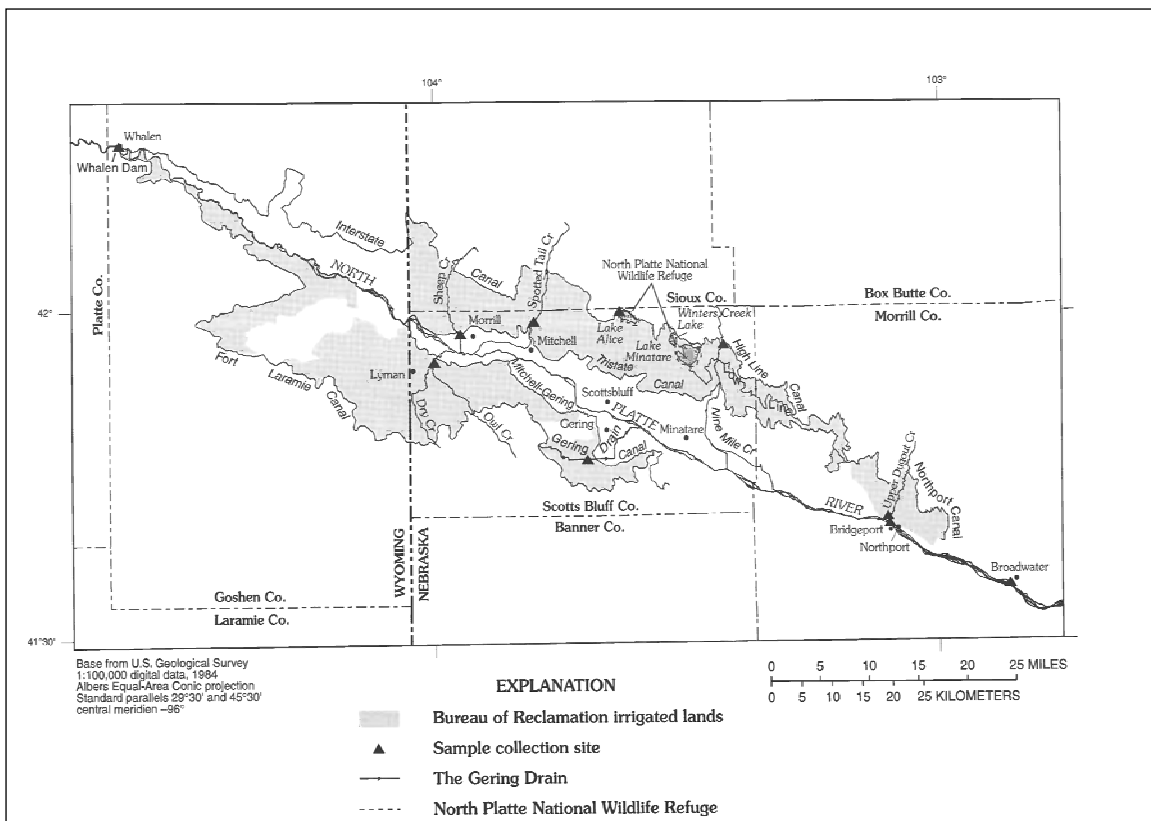 104°
103°
Whalen
Whalen Dam
Interstate
Canal
NORTH
PLATTE
RIVER
Sheep Cr
Spotted Tail Cr
North Platte National
Wildlife Refuge
Sioux Co.
Box Butte Co.
Morrill Co.
Platte Co.
42°
Winters Creek
Lake
Lake
Alice
Lake
Minatare
Morrill
Mitchell
Tristate
Canal
High Line
Canal
Low Line
Fort
Laramie
Canal
Lyman
Dry Cr
Owl Cr
Mitchell-Gering
Canal
Scottsbluff
Gering
Gering
Drain
Minatare
Nine Mile Cr
Upper Dugout Cr
Northport
Canal
Scotts Bluff Co.
Banner Co.
Bridgeport
Northport
Broadwater
WYOMING
NEBRASKA
Goshen Co.
Laramie Co.
41°30'
Base from U.S. Geological Survey
1:100,000 digital data, 1984
Albers Equal-Area Conic projection
Standard parallels 29°30' and 45°30'
central meridian –96°
0 5 10 15 20 25 MILES
0 5 10 15 20 25 KILOMETERS
EXPLANATION
Bureau of Reclamation irrigated lands
Sample collection site
The Gering Drain
North Platte National Wildlife Refuge